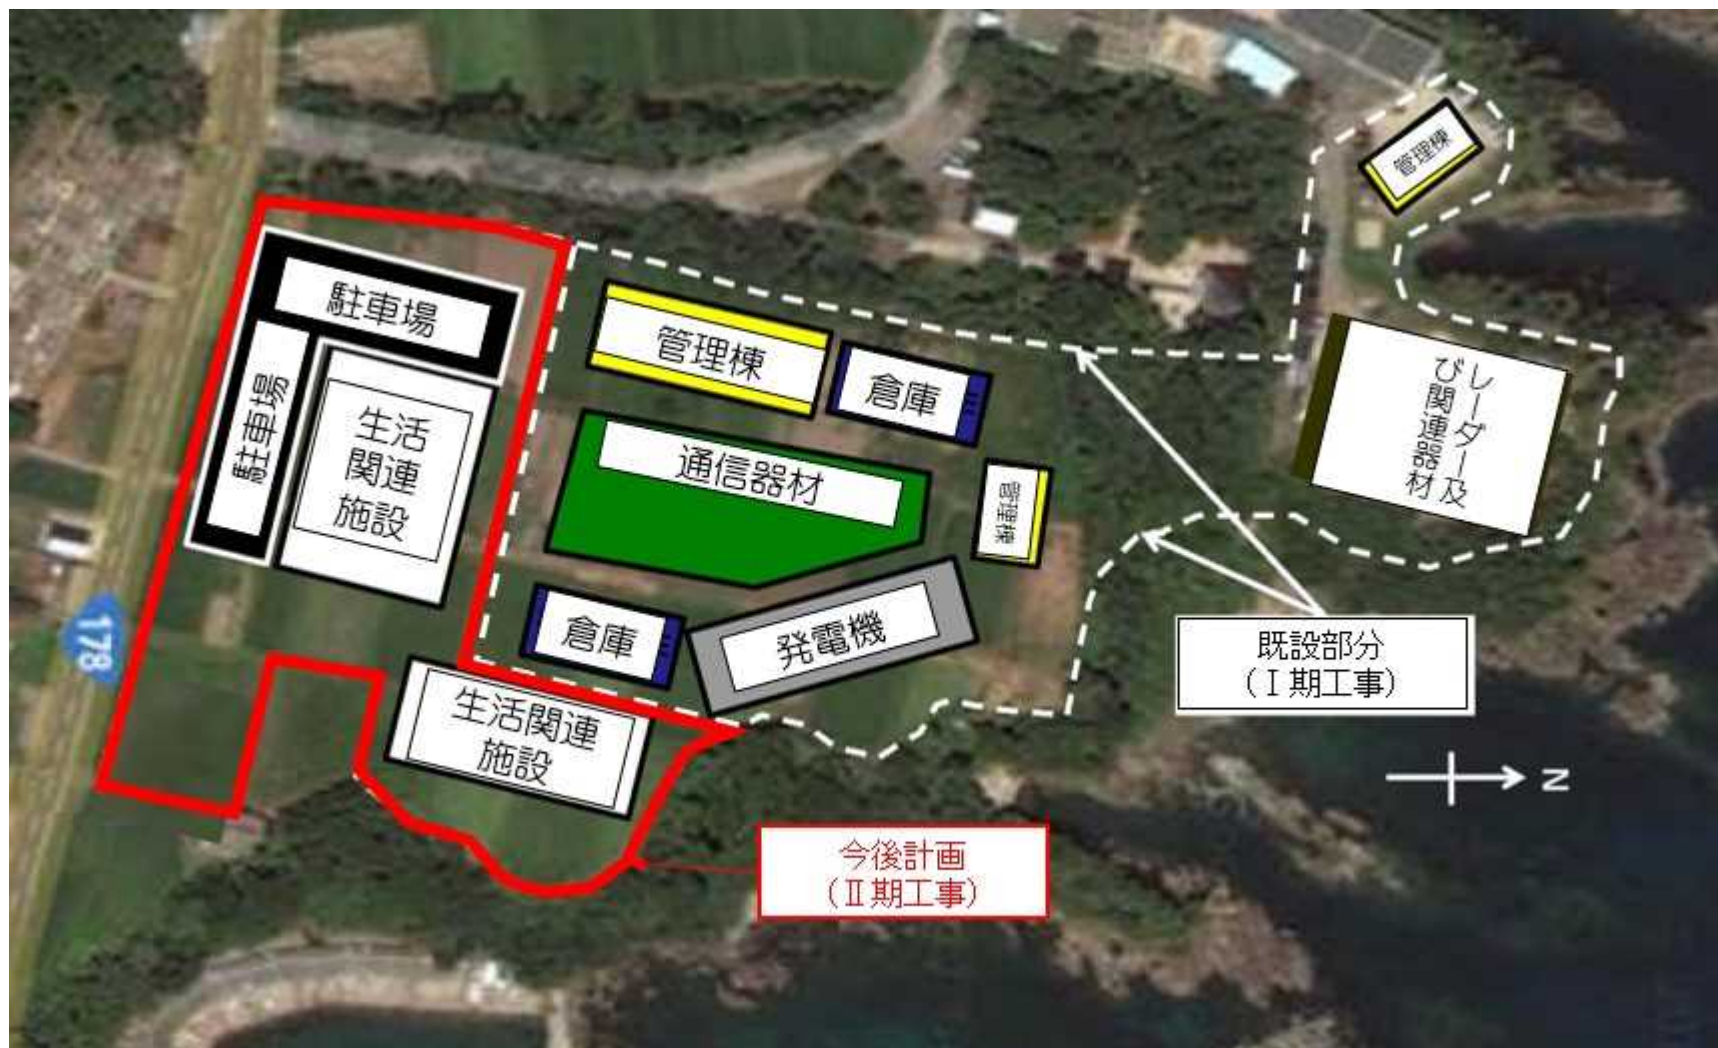 管理棟
駐車場
管理棟
倉庫
レーダー及
び関連器材
駐車場
生活
関連
施設
通信器材
管理棟
倉庫
発電機
178
既設部分
（Ⅰ期工事）
生活関連
施設
N
今後計画
（Ⅱ期工事）